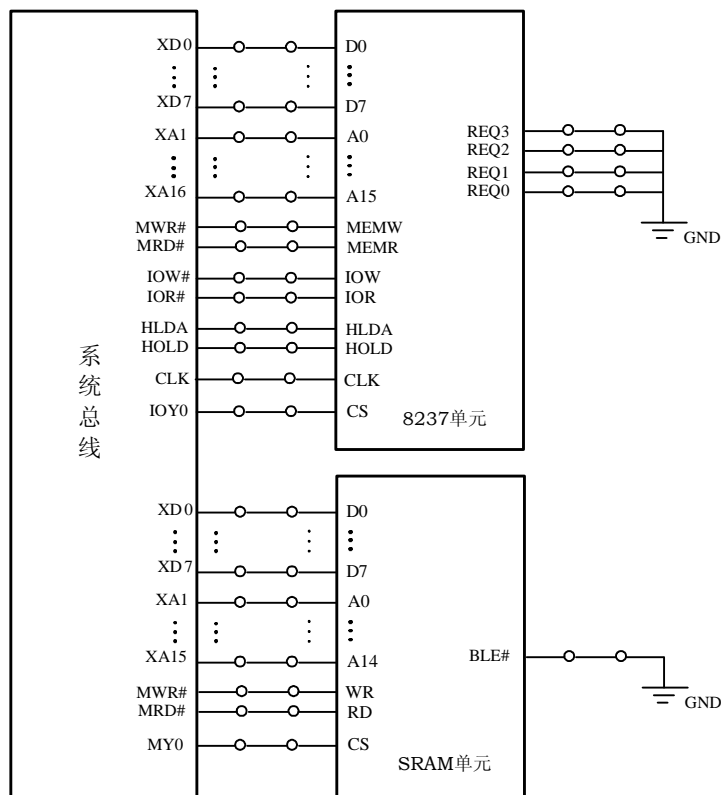 系统总线
XD0 D0
XD7 D7
XA1 A0
XA16 A15
MWR# MEMW
MRD# MEMR
IOW# IOW
IOR# IOR
HLDA HLDA
HOLD HOLD
CLK CLK
IOY0 CS
8237单元
REQ3
REQ2
REQ1
REQ0
GND
XD0 D0
XD7 D7
XA1 A0
XA15 A14
MWR# WR
MRD# RD
MY0 CS
SRAM单元
BLE#
GND